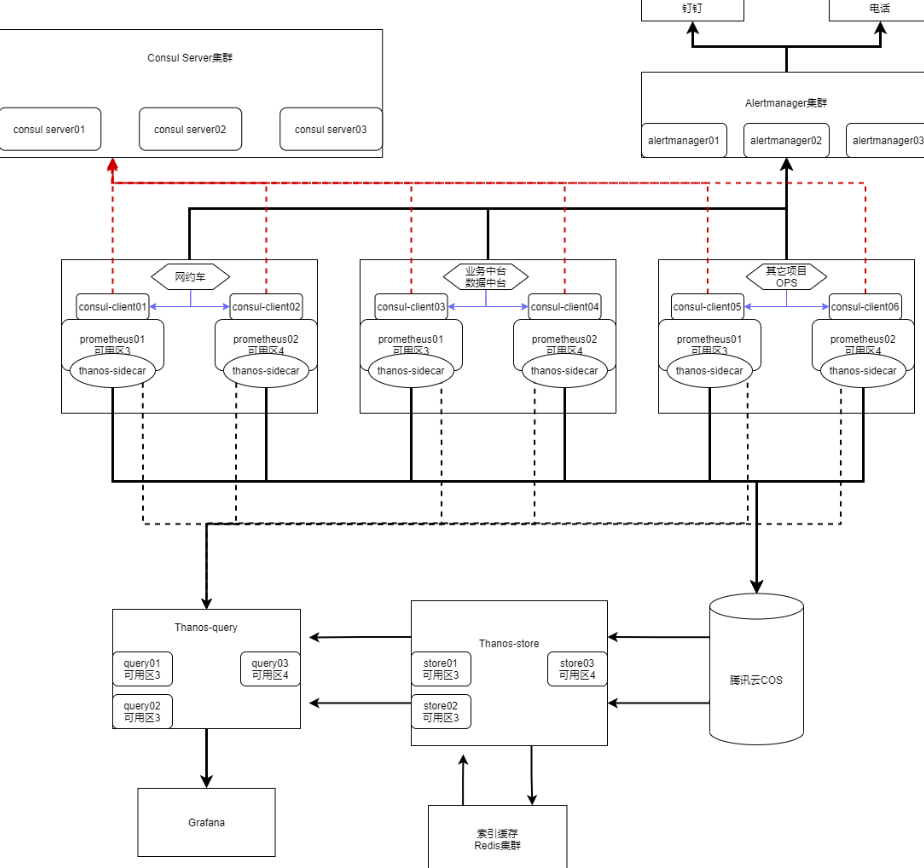 钉钉
电话
Consul Server集群
consul server01
consul server02
consul server03
Alertmanager集群
alertmanager01
alertmanager02
alertmanager03
网约车
consul-client01
consul-client02
prometheus01
可用区3
prometheus02
可用区4
thanos-sidecar
thanos-sidecar
业务中台
数据中台
consul-client03
consul-client04
prometheus01
可用区3
prometheus02
可用区4
thanos-sidecar
thanos-sidecar
其它项目
OPS
consul-client05
consul-client06
prometheus01
可用区3
prometheus02
可用区4
thanos-sidecar
thanos-sidecar
Thanos-query
query01
可用区3
query03
可用区4
query02
可用区3
Thanos-store
store01
可用区3
store03
可用区4
store02
可用区3
腾讯云COS
Grafana
索引缓存
Redis集群